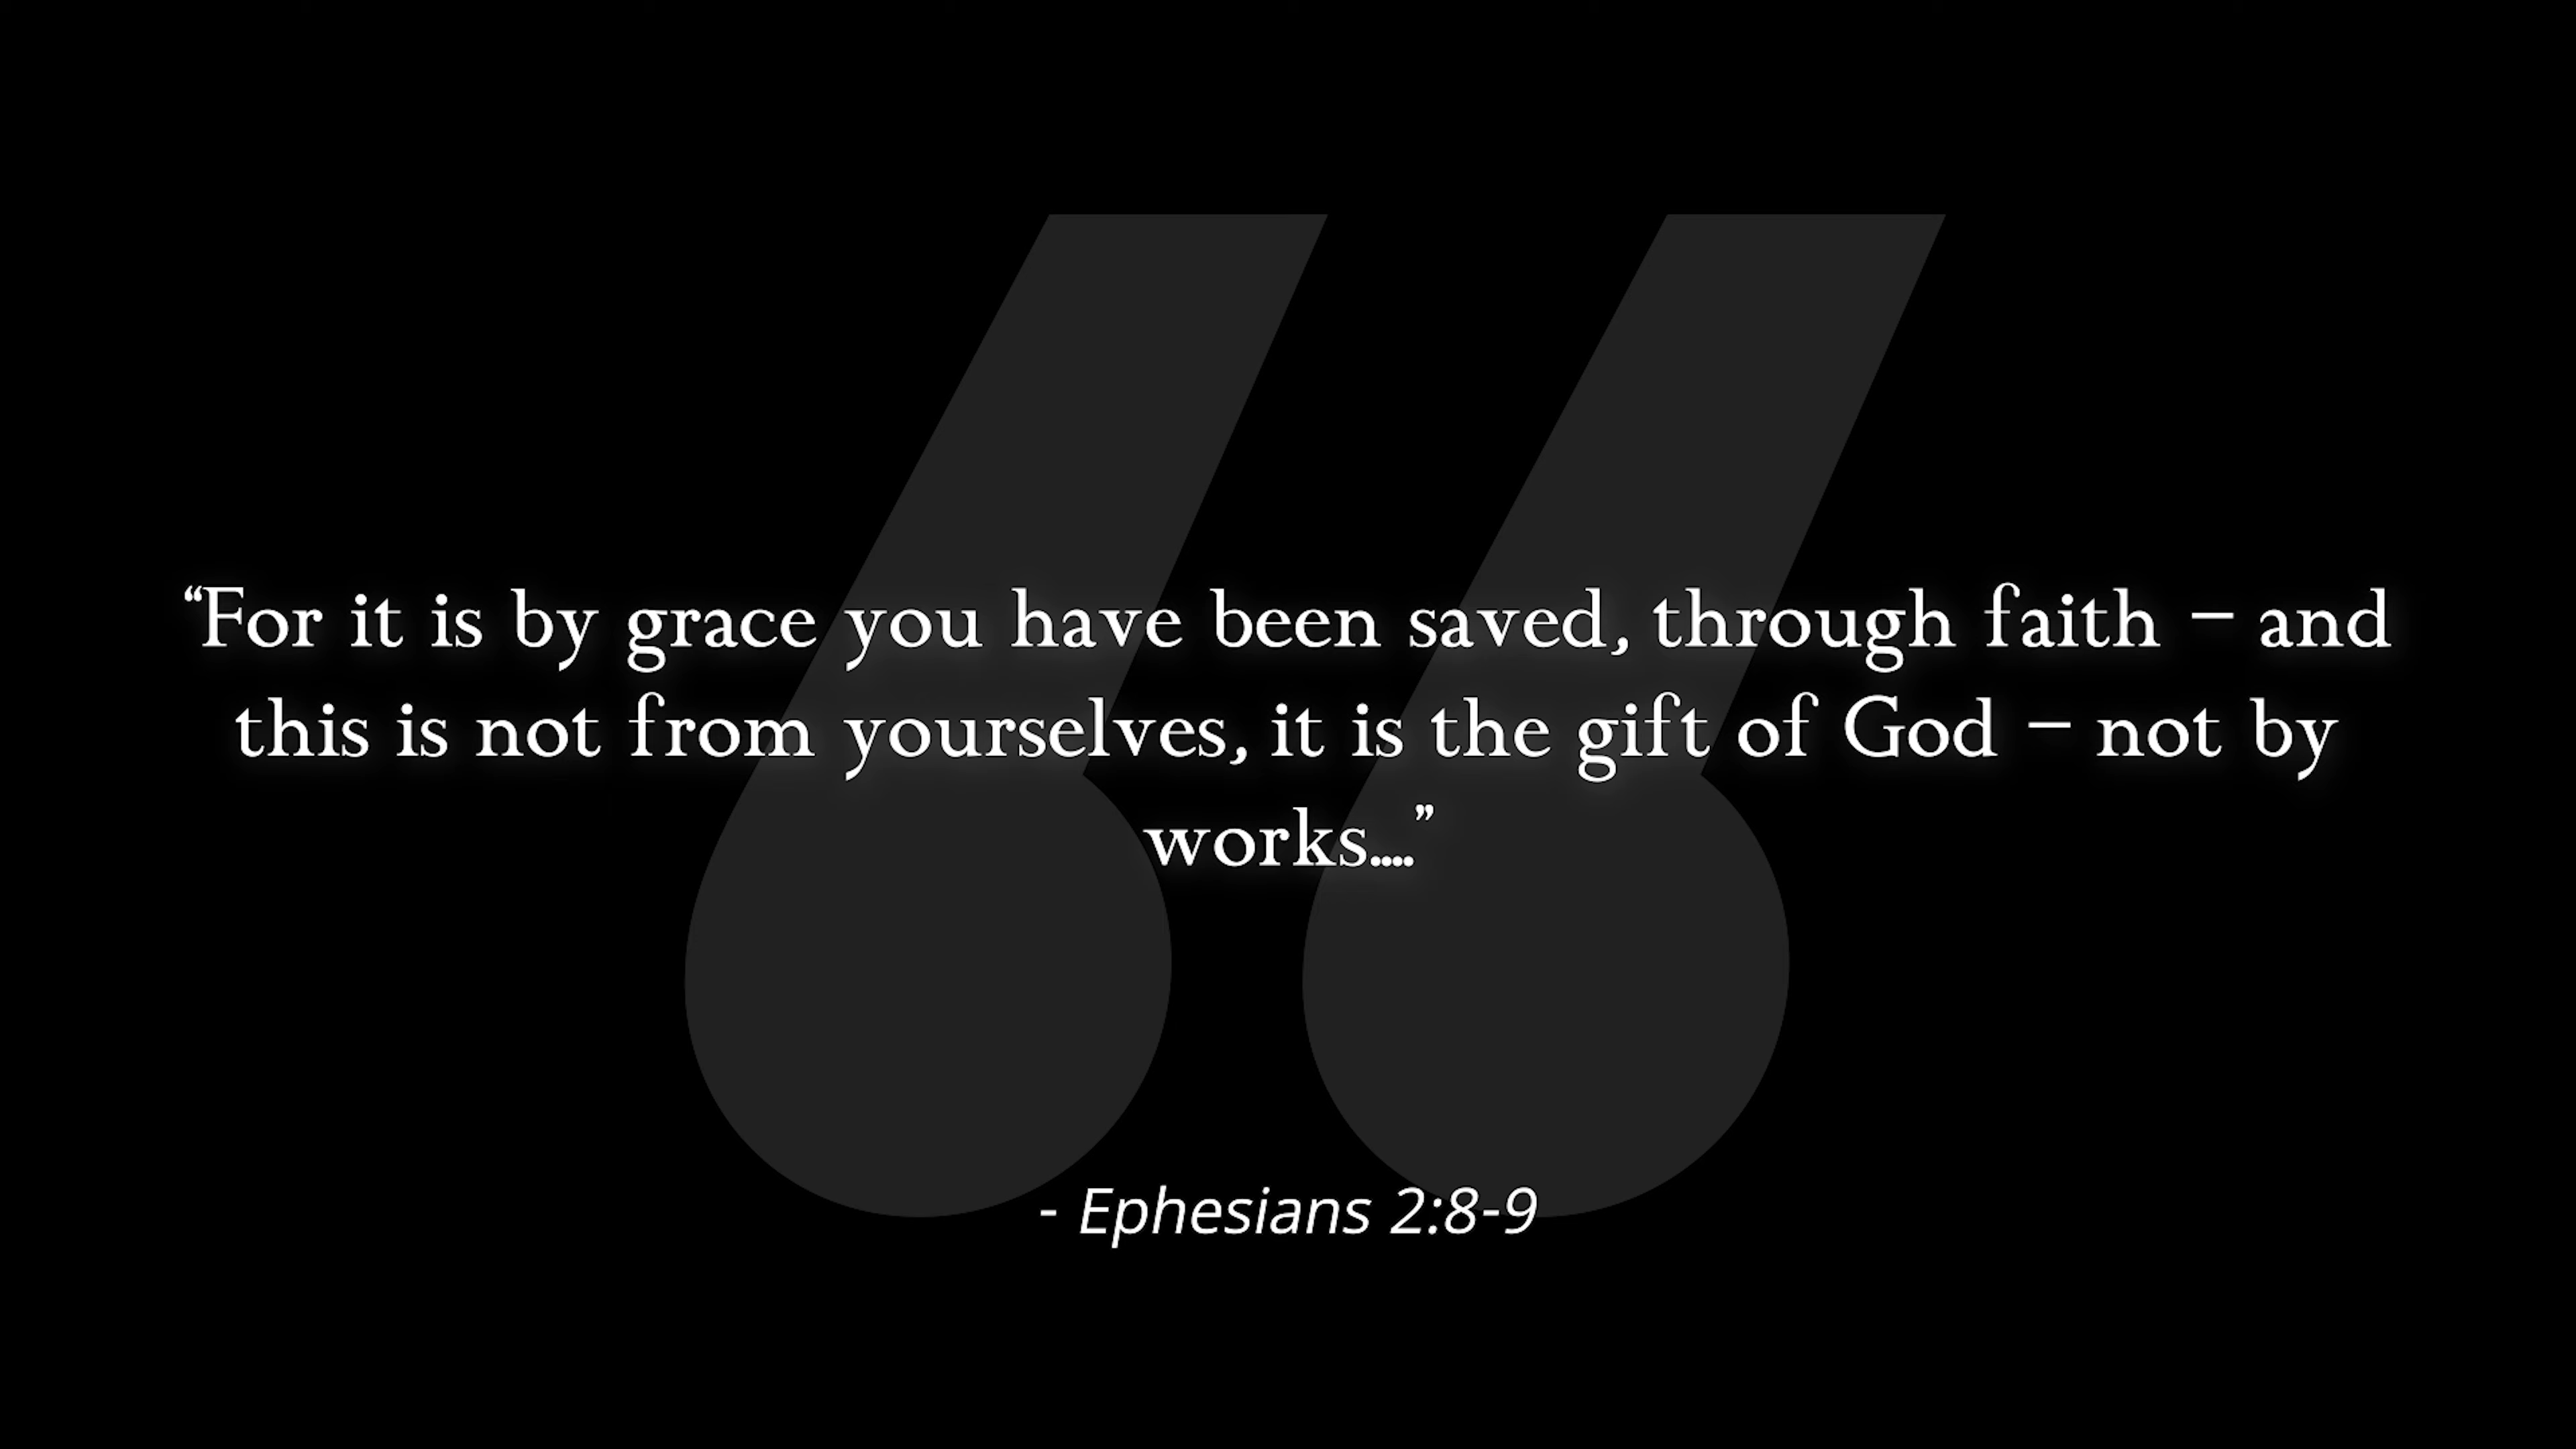 “For it is by grace you have been saved, through faith – and
this is not from yourselves, it is the gift of God – not by
works....”
- Ephesians 2:8-9